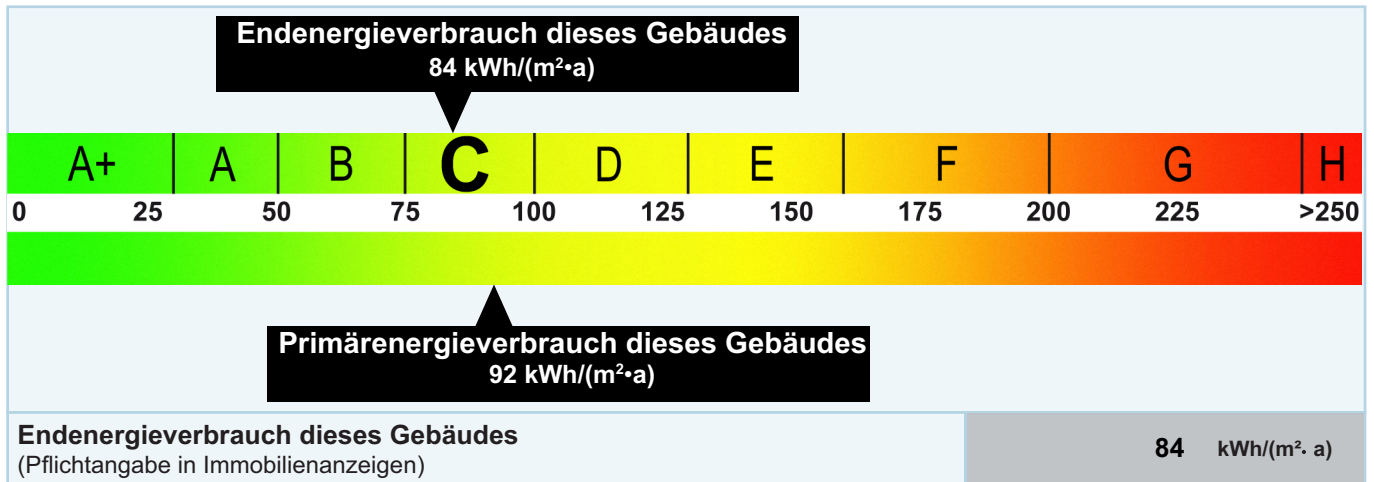 Endenergieverbrauch dieses Gebäudes
84 kWh/(m²•a)
A+ A B C D E F G H
0 25 50 75 100 125 150 175 200 225 >250
Primärenergieverbrauch dieses Gebäudes
92 kWh/(m²•a)
Endenergieverbrauch dieses Gebäudes
(Pflichtangabe in Immobilienanzeigen)
84 kWh/(m²· a)